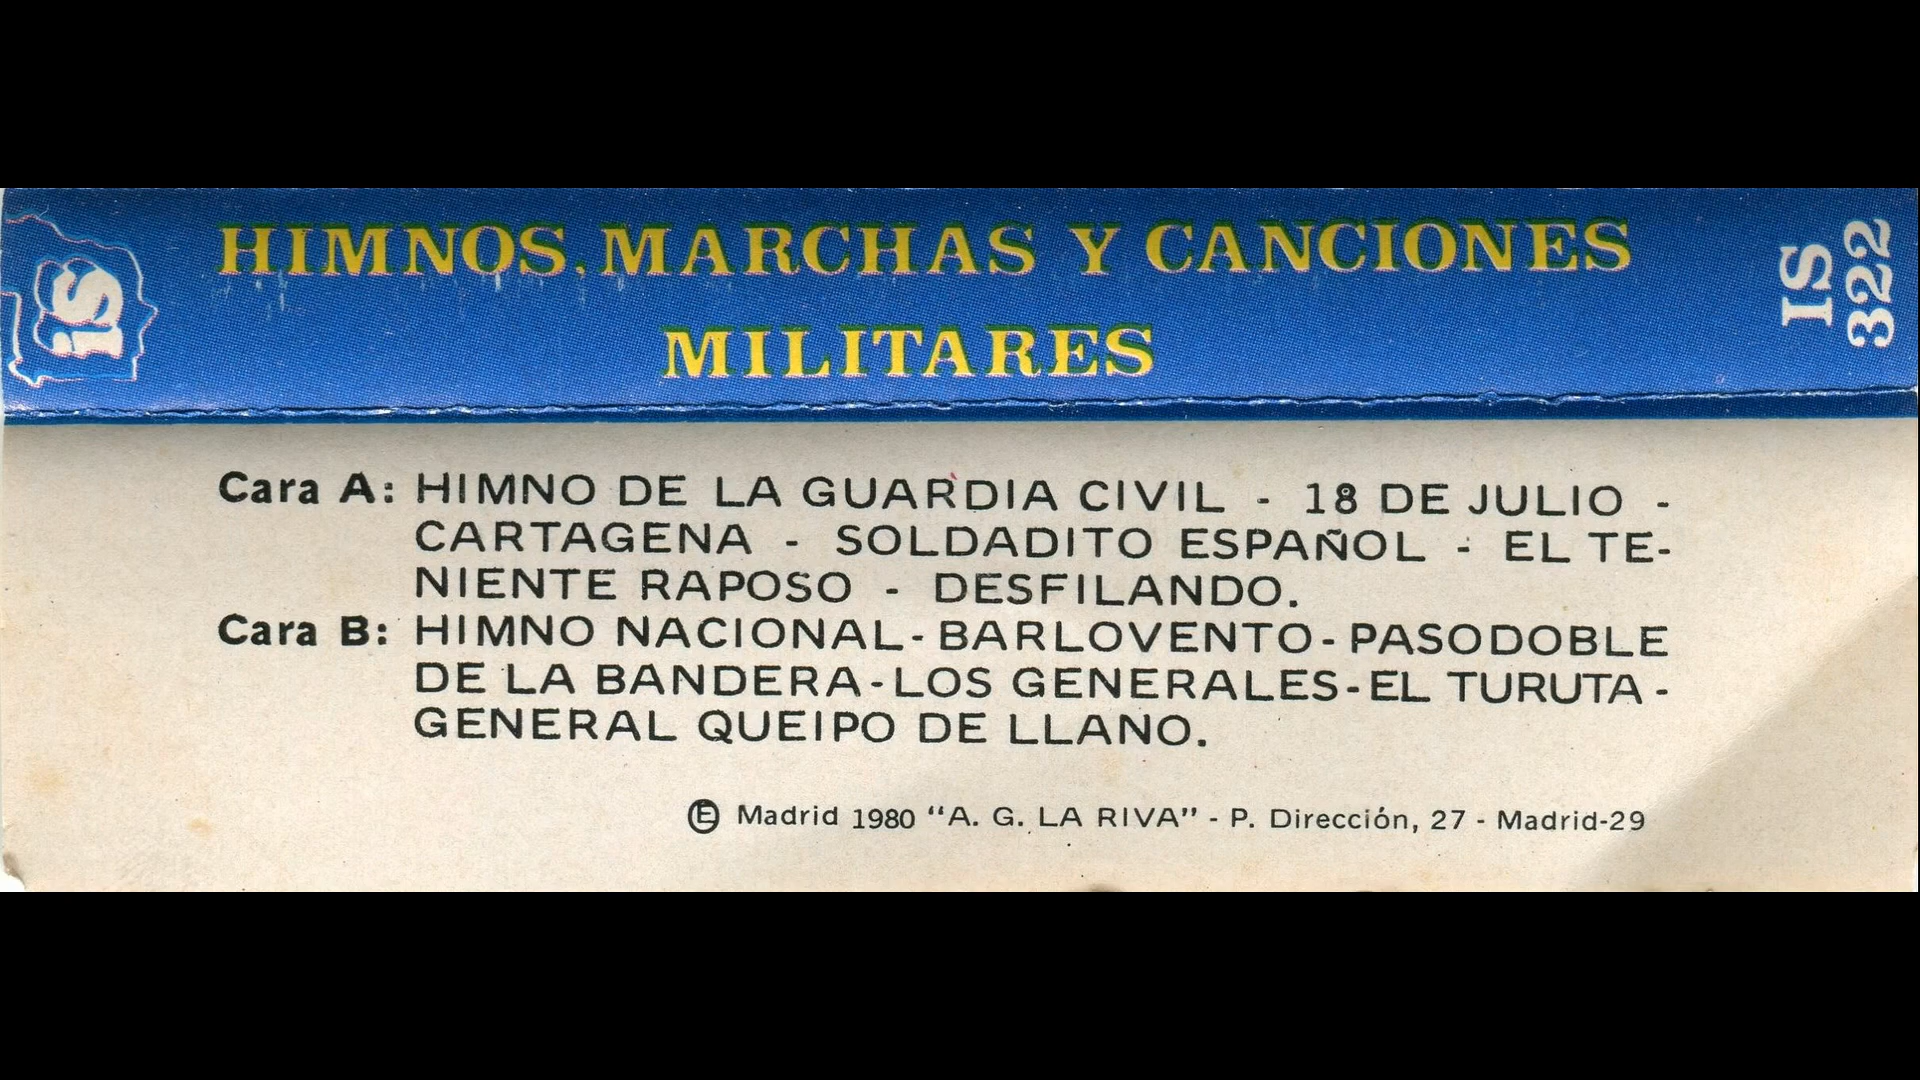 iS
HIMNOS, MARCHAS Y CANCIONES
MILITARES
IS
322
Cara A: HIMNO DE LA GUARDIA CIVIL - 18 DE JULIO -
CARTAGENA - SOLDADITO ESPAÑOL - EL TE-
NIENTE RAPOSO - DESFILANDO.
Cara B: HIMNO NACIONAL-BARLOVENTO-PASODOBLE
DE LA BANDERA-LOS GENERALES-EL TURUTA-
GENERAL QUEIPO DE LLANO.
Ⓔ Madrid 1980 "A. G. LA RIVA" - P. Dirección, 27 - Madrid-29